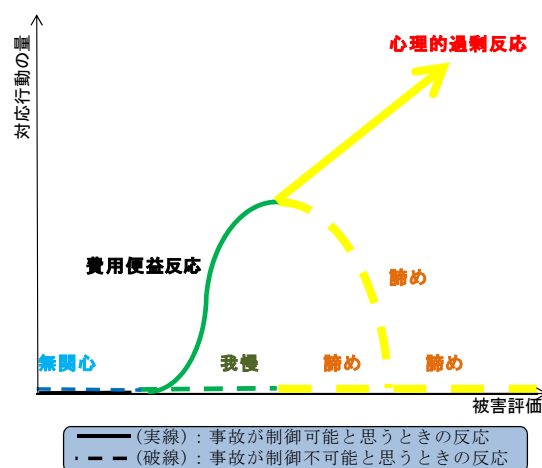 心理的過剰反応
対応行動の量
費用便益反応
諦め
無関心
我慢
諦め
諦め
被害評価
(実線)：事故が制御可能と思うときの反応
(破線)：事故が制御不可能と思うときの反応